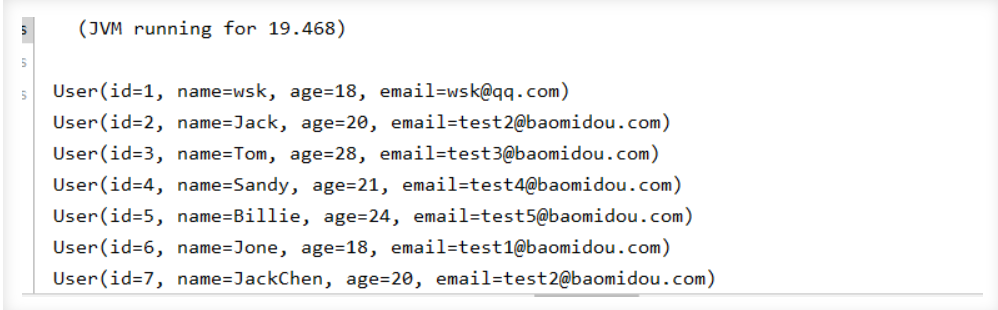 s
(JVM running for 19.468)
s
s
User(id=1, name=wsk, age=18, email=wsk@qq.com)
User(id=2, name=Jack, age=20, email=test2@baomidou.com)
User(id=3, name=Tom, age=28, email=test3@baomidou.com)
User(id=4, name=Sandy, age=21, email=test4@baomidou.com)
User(id=5, name=Billie, age=24, email=test5@baomidou.com)
User(id=6, name=Jone, age=18, email=test1@baomidou.com)
User(id=7, name=JackChen, age=20, email=test2@baomidou.com)